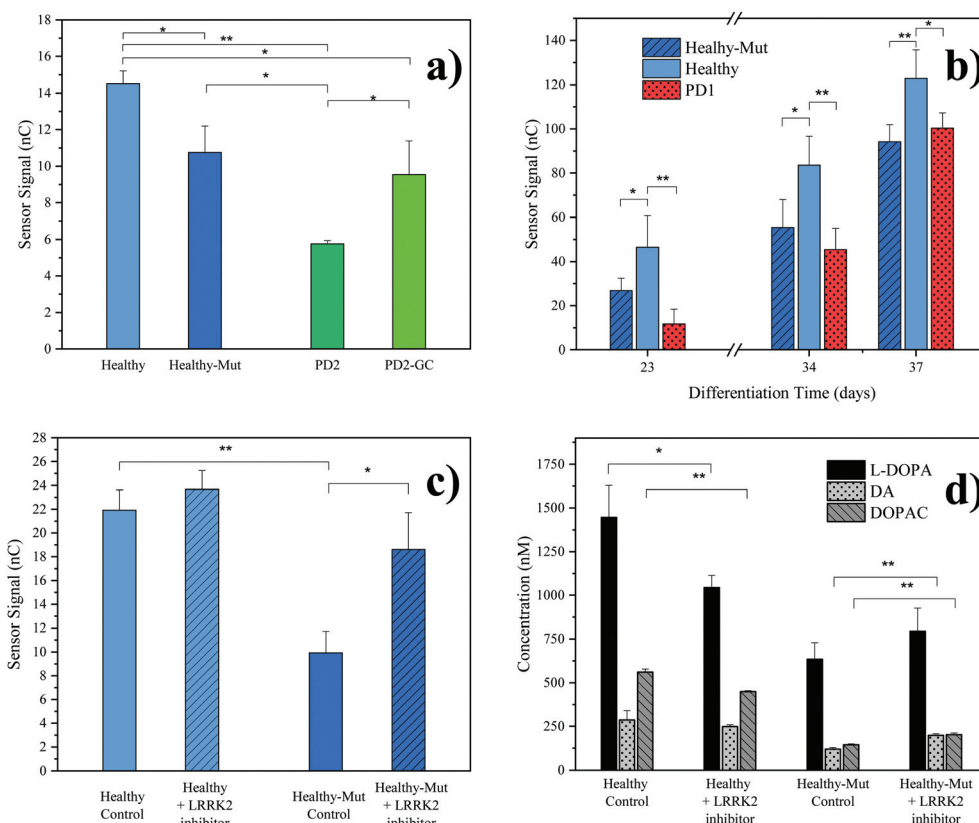 a)
Sensor Signal (nC)
18
16
14
12
10
8
6
4
2
0
*
**
*
*
*
Healthy
Healthy-Mut
PD2
PD2-GC
b)
Sensor Signal (nC)
140
120
100
80
60
40
20
0
Healhy-Mut
Healthy
PD1
*
**
*
**
**
*
23
34
37
Differentiation Time (days)
c)
Sensor Signal (nC)
28
26
24
22
20
18
16
14
12
10
8
6
4
2
0
**
*
Healthy
Control
Healthy
+ LRRK2
inhibitor
Healthy-Mut
Control
Healthy-Mut
+ LRRK2
inhibitor
d)
Concentration (nM)
1750
1500
1250
1000
750
500
250
0
L-DOPA
DA
DOPAC
*
**
**
**
Healthy
Control
Healthy
+ LRRK2
inhibitor
Healthy-Mut
Control
Healthy-Mut
+ LRRK2
inhibitor